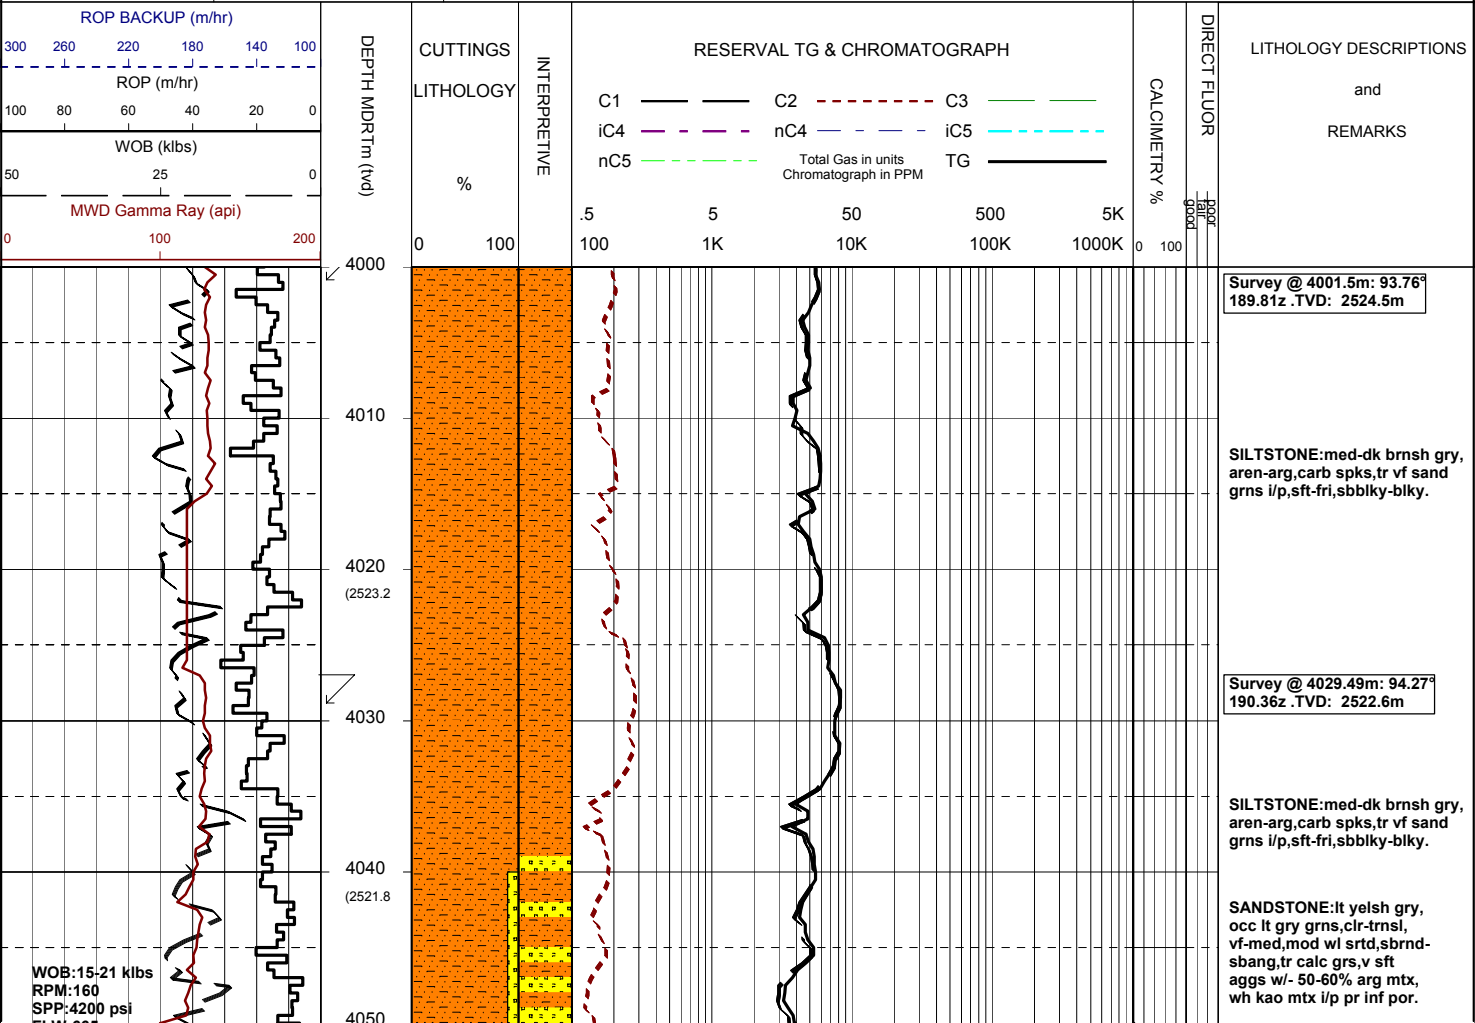 ROP BACKUP (m/hr)
300 260 220 180 140 100
ROP (m/hr)
100 80 60 40 20 0
WOB (klbs)
50 25 0
MWD Gamma Ray (api)
0 100 200
DEPTH MDRTm (tvd)
CUTTINGS
LITHOLOGY
%
0 100
INTERPRETIVE
RESERVAL TG & CHROMATOGRAPH
C1 C2 C3
iC4 nC4 iC5
nC5 Total Gas in units TG
Chromatograph in PPM
.5 5 50 500 5K
100 1K 10K 100K 1000K
CALCIMETRY %
0 100
DIRECT FLUOR
good
fair
poor
LITHOLOGY DESCRIPTIONS
and
REMARKS
4000
4010
4020
(2523.2
4030
4040
(2521.8
4050
Survey @ 4001.5m: 93.76°
189.81z .TVD: 2524.5m
SILTSTONE:med-dk brnsh gry,
aren-arg,carb spks,tr vf sand
grns i/p,sft-fri,sbblky-blky.
Survey @ 4029.49m: 94.27°
190.36z .TVD: 2522.6m
SILTSTONE:med-dk brnsh gry,
aren-arg,carb spks,tr vf sand
grns i/p,sft-fri,sbblky-blky.
SANDSTONE:lt yelsh gry,
occ lt gry grns,clr-trnsl,
vf-med,mod wl srtd,sbrnd-
sbang,tr calc grs,v sft
aggs w/- 50-60% arg mtx,
wh kao mtx i/p pr inf por.
WOB:15-21 klbs
RPM:160
SPP:4200 psi